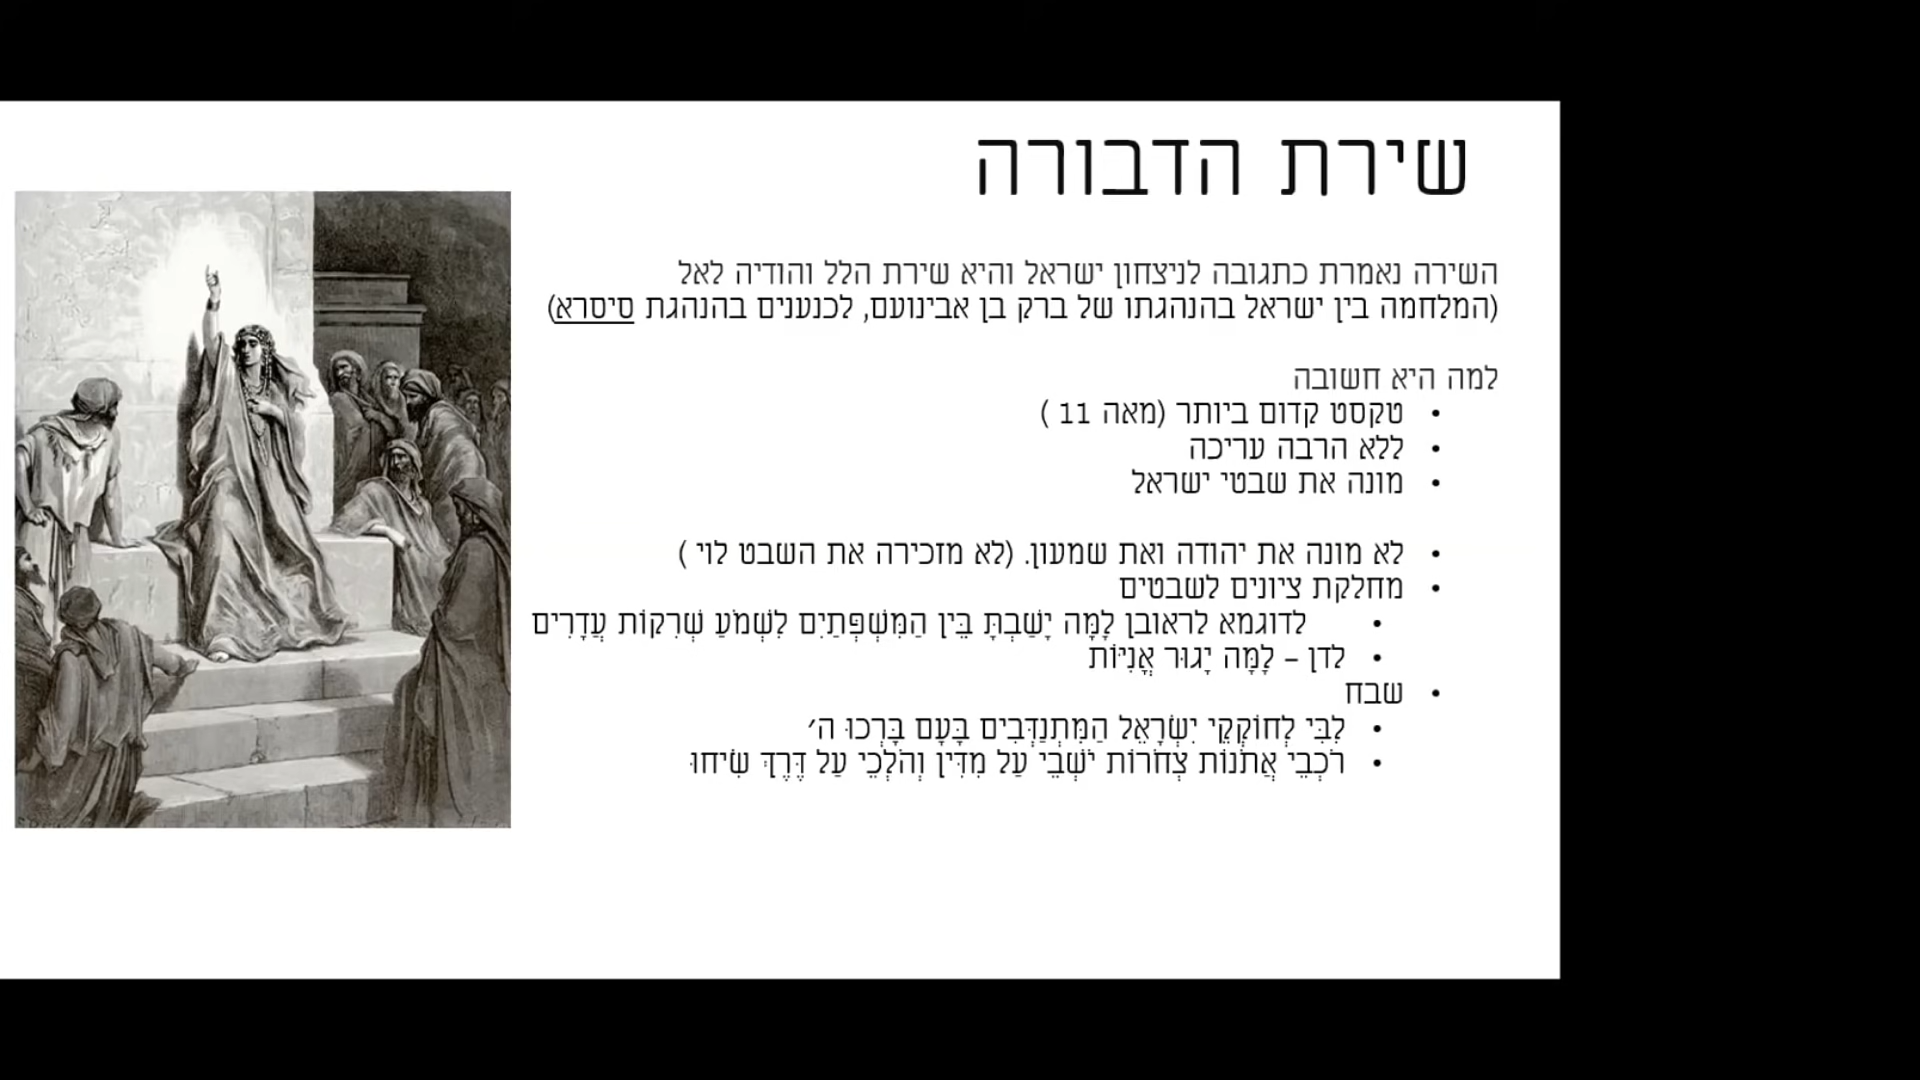 שירת הדבורה
השירה נאמרת כתגובה לניצחון ישראל והיא שירת הלל והודיה לאל
(המלחמה בין ישראל בהנהגתו של ברק בן אבינועם, לכנענים בהנהגת סיסרא)
למה היא חשובה
• טקסט קדום ביותר (מאה 11 )
• ללא הרבה עריכה
• מונה את שבטי ישראל
• לא מונה את יהודה ואת שמעון. (לא מזכירה את השבט לוי )
• מחלקת ציונים לשבטים
• לדוגמא לראובן לָמָּה יָשַׁבְתָּ בֵּין הַמִּשְׁפְּתַיִם לִשְׁמֹעַ שְׁרִקוֹת עֲדָרִים
• לדן – לָמָּה יָגוּר אֳנִיּוֹת
• שבח
• לִבִּי לְחוֹקְקֵי יִשְׂרָאֵל הַמִּתְנַדְּבִים בָּעָם בָּרְכוּ ה׳
• רֹכְבֵי אֲתֹנוֹת צְחֹרוֹת יֹשְׁבֵי עַל מִדִּין וְהֹלְכֵי עַל דֶּרֶךְ שִׂיחוּ